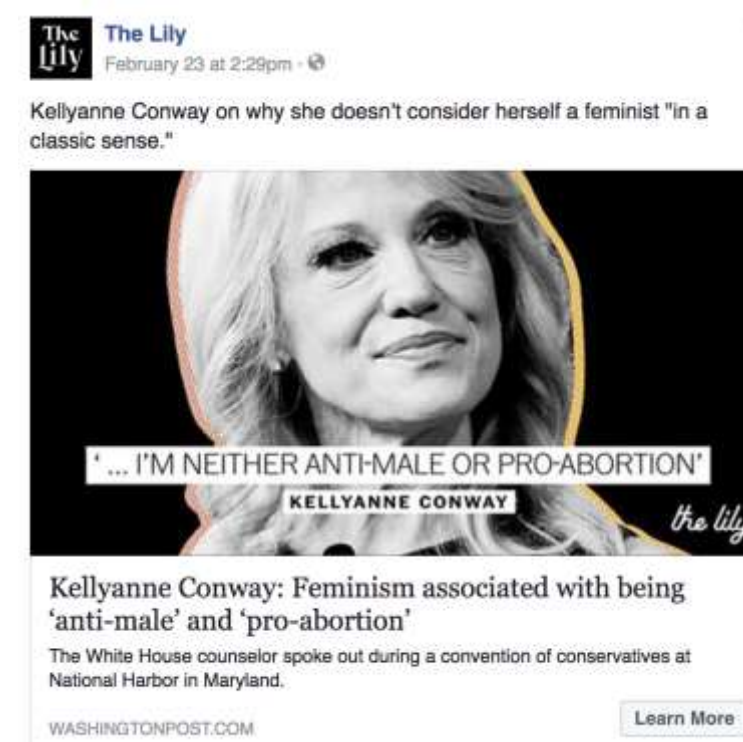 The Lily
The Lily
February 23 at 2:29pm ·
Kellyanne Conway on why she doesn't consider herself a feminist "in a
classic sense."
' ... I'M NEITHER ANTI-MALE OR PRO-ABORTION'
KELLYANNE CONWAY
the lily
Kellyanne Conway: Feminism associated with being
'anti-male' and 'pro-abortion'
The White House counselor spoke out during a convention of conservatives at
National Harbor in Maryland.
WASHINGTONPOST.COM
Learn More